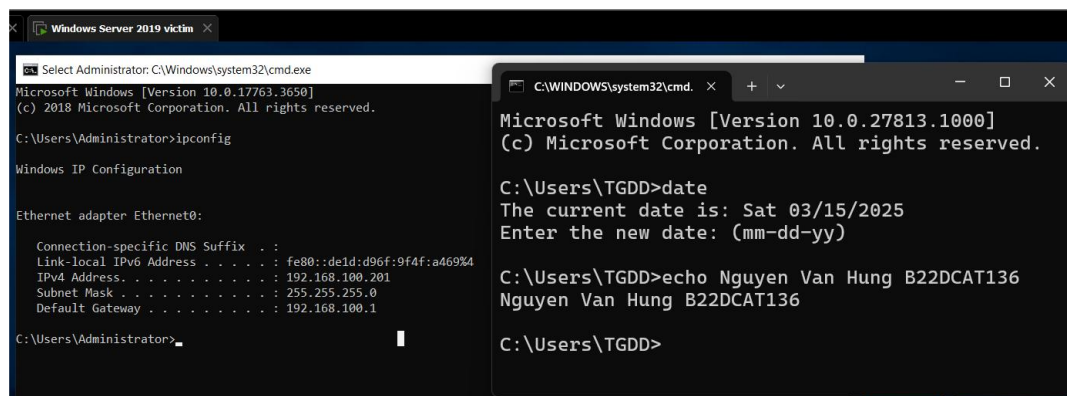 Windows Server 2019 victim
Select Administrator: C:\Windows\system32\cmd.exe
Microsoft Windows [Version 10.0.17763.3650]
(c) 2018 Microsoft Corporation. All rights reserved.
C:\Users\Administrator>ipconfig
Windows IP Configuration
Ethernet adapter Ethernet0:
Connection-specific DNS Suffix . :
Link-local IPv6 Address . . . . . : fe80::de1d:d96f:9f4f:a469%4
IPv4 Address. . . . . . . . . . . : 192.168.100.201
Subnet Mask . . . . . . . . . . . : 255.255.255.0
Default Gateway . . . . . . . . . : 192.168.100.1
C:\Users\Administrator>
C:\WINDOWS\system32\cmd.
Microsoft Windows [Version 10.0.27813.1000]
(c) Microsoft Corporation. All rights reserved.
C:\Users\TGDD>date
The current date is: Sat 03/15/2025
Enter the new date: (mm-dd-yy)
C:\Users\TGDD>echo Nguyen Van Hung B22DCAT136
Nguyen Van Hung B22DCAT136
C:\Users\TGDD>